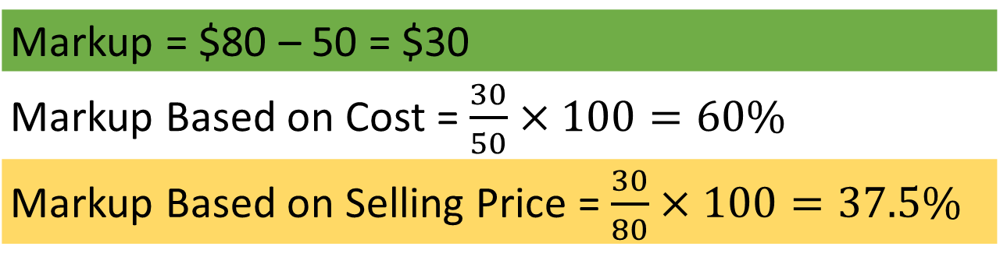 Markup = $80 – 50 = $30
Markup Based on Cost = 30/50 × 100 = 60%
Markup Based on Selling Price = 30/80 × 100 = 37.5%